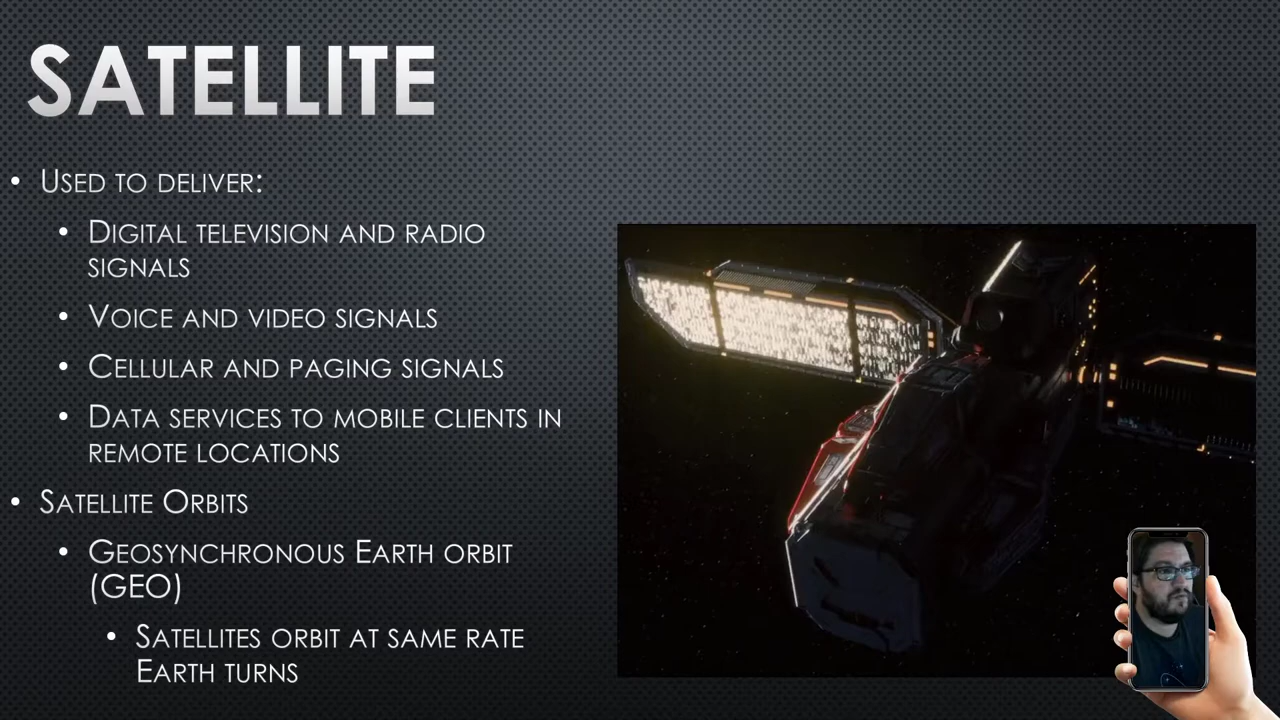 SATELLITE
• USED TO DELIVER:
• DIGITAL TELEVISION AND RADIO
SIGNALS
• VOICE AND VIDEO SIGNALS
• CELLULAR AND PAGING SIGNALS
• DATA SERVICES TO MOBILE CLIENTS IN
REMOTE LOCATIONS
• SATELLITE ORBITS
• GEOSYNCHRONOUS EARTH ORBIT
(GEO)
• SATELLITES ORBIT AT SAME RATE
EARTH TURNS